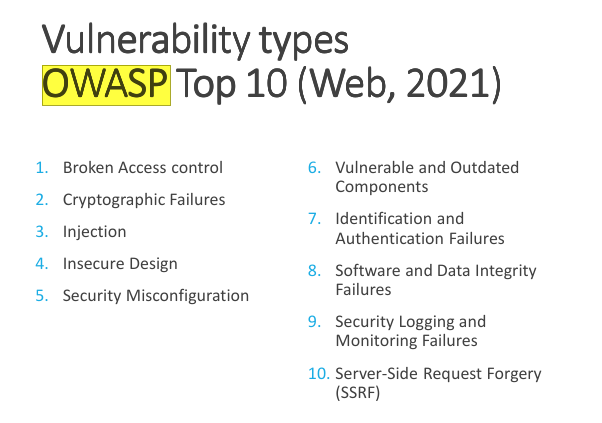 Vulnerability types
OWASP Top 10 (Web, 2021)
1. Broken Access control
2. Cryptographic Failures
3. Injection
4. Insecure Design
5. Security Misconfiguration
6. Vulnerable and Outdated
Components
7. Identification and
Authentication Failures
8. Software and Data Integrity
Failures
9. Security Logging and
Monitoring Failures
10. Server-Side Request Forgery
(SSRF)